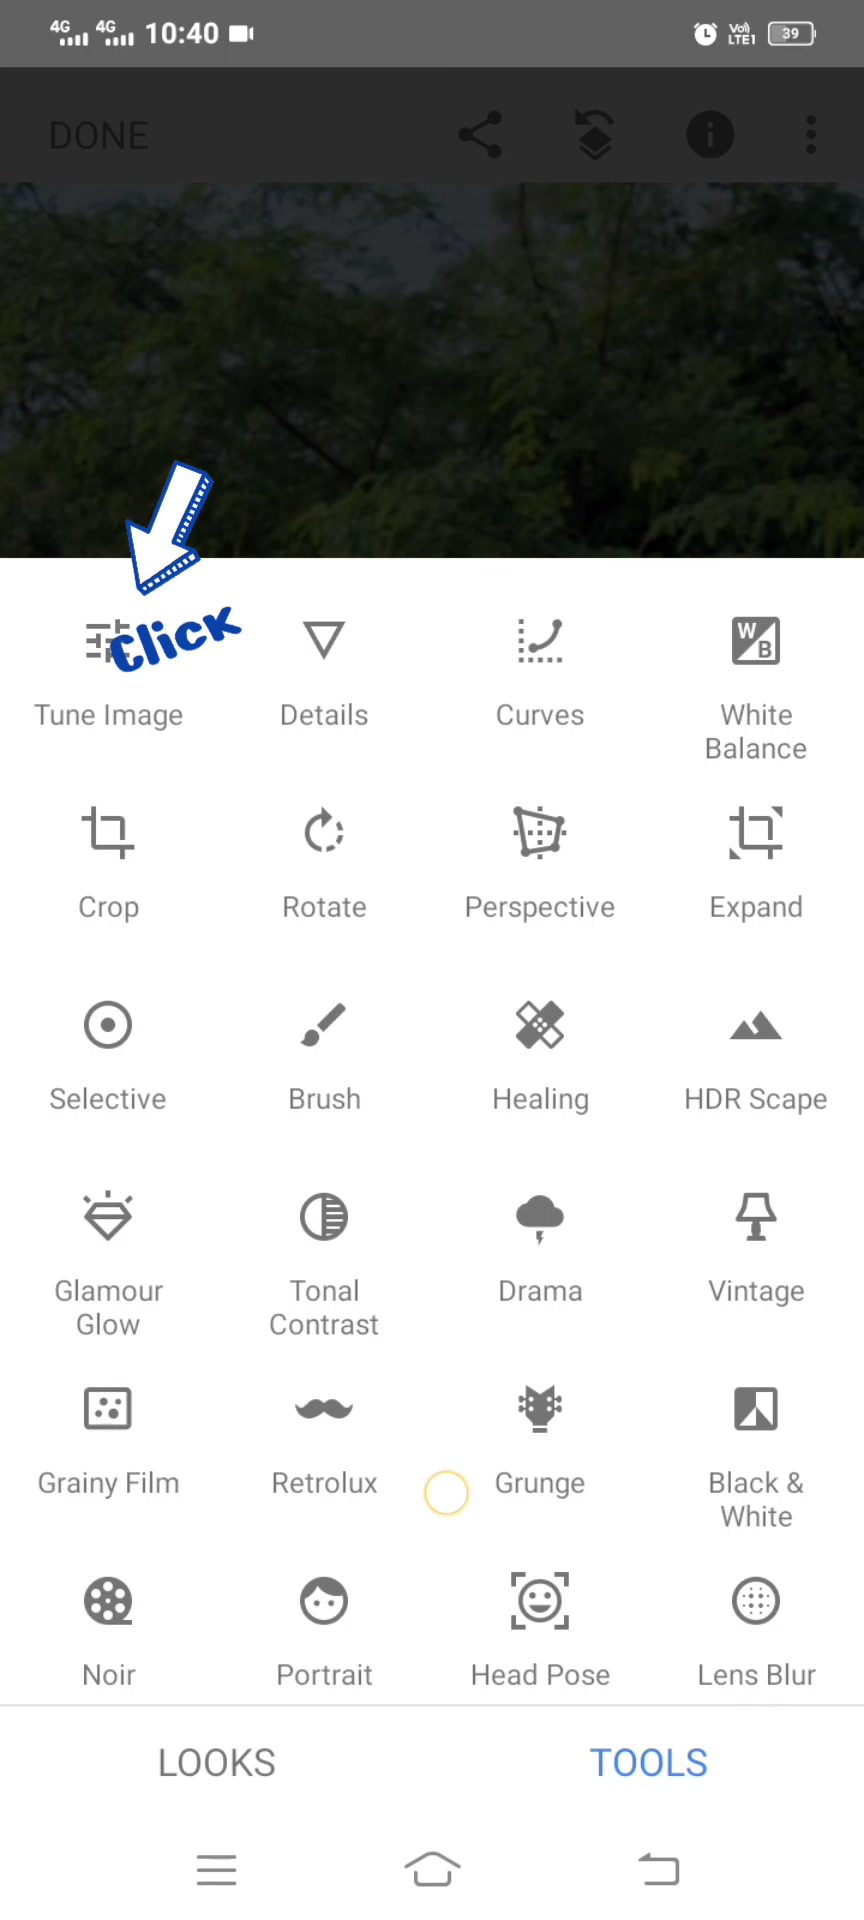 4G 4G 10:40 Vo) LTE1 39
DONE
Click
Tune Image Details Curves White Balance
W B
Crop Rotate Perspective Expand
Selective Brush Healing HDR Scape
Glamour Glow Tonal Contrast Drama Vintage
Grainy Film Retrolux Grunge Black & White
Noir Portrait Head Pose Lens Blur
LOOKS TOOLS